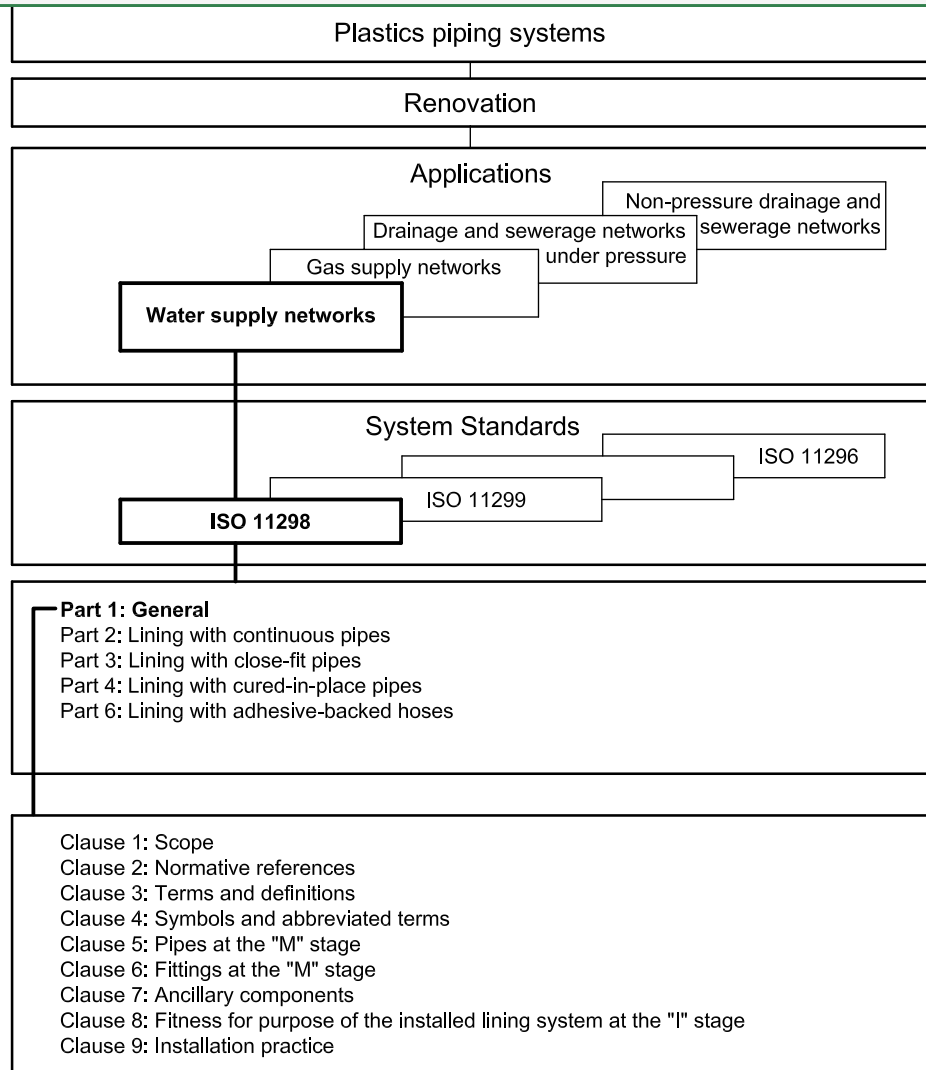 Plastics piping systems
Renovation
Applications
Non-pressure drainage and
sewerage networks
Drainage and sewerage networks
under pressure
Gas supply networks
Water supply networks
System Standards
ISO 11296
ISO 11299
ISO 11298
Part 1: General
Part 2: Lining with continuous pipes
Part 3: Lining with close-fit pipes
Part 4: Lining with cured-in-place pipes
Part 6: Lining with adhesive-backed hoses
Clause 1: Scope
Clause 2: Normative references
Clause 3: Terms and definitions
Clause 4: Symbols and abbreviated terms
Clause 5: Pipes at the "M" stage
Clause 6: Fittings at the "M" stage
Clause 7: Ancillary components
Clause 8: Fitness for purpose of the installed lining system at the "I" stage
Clause 9: Installation practice